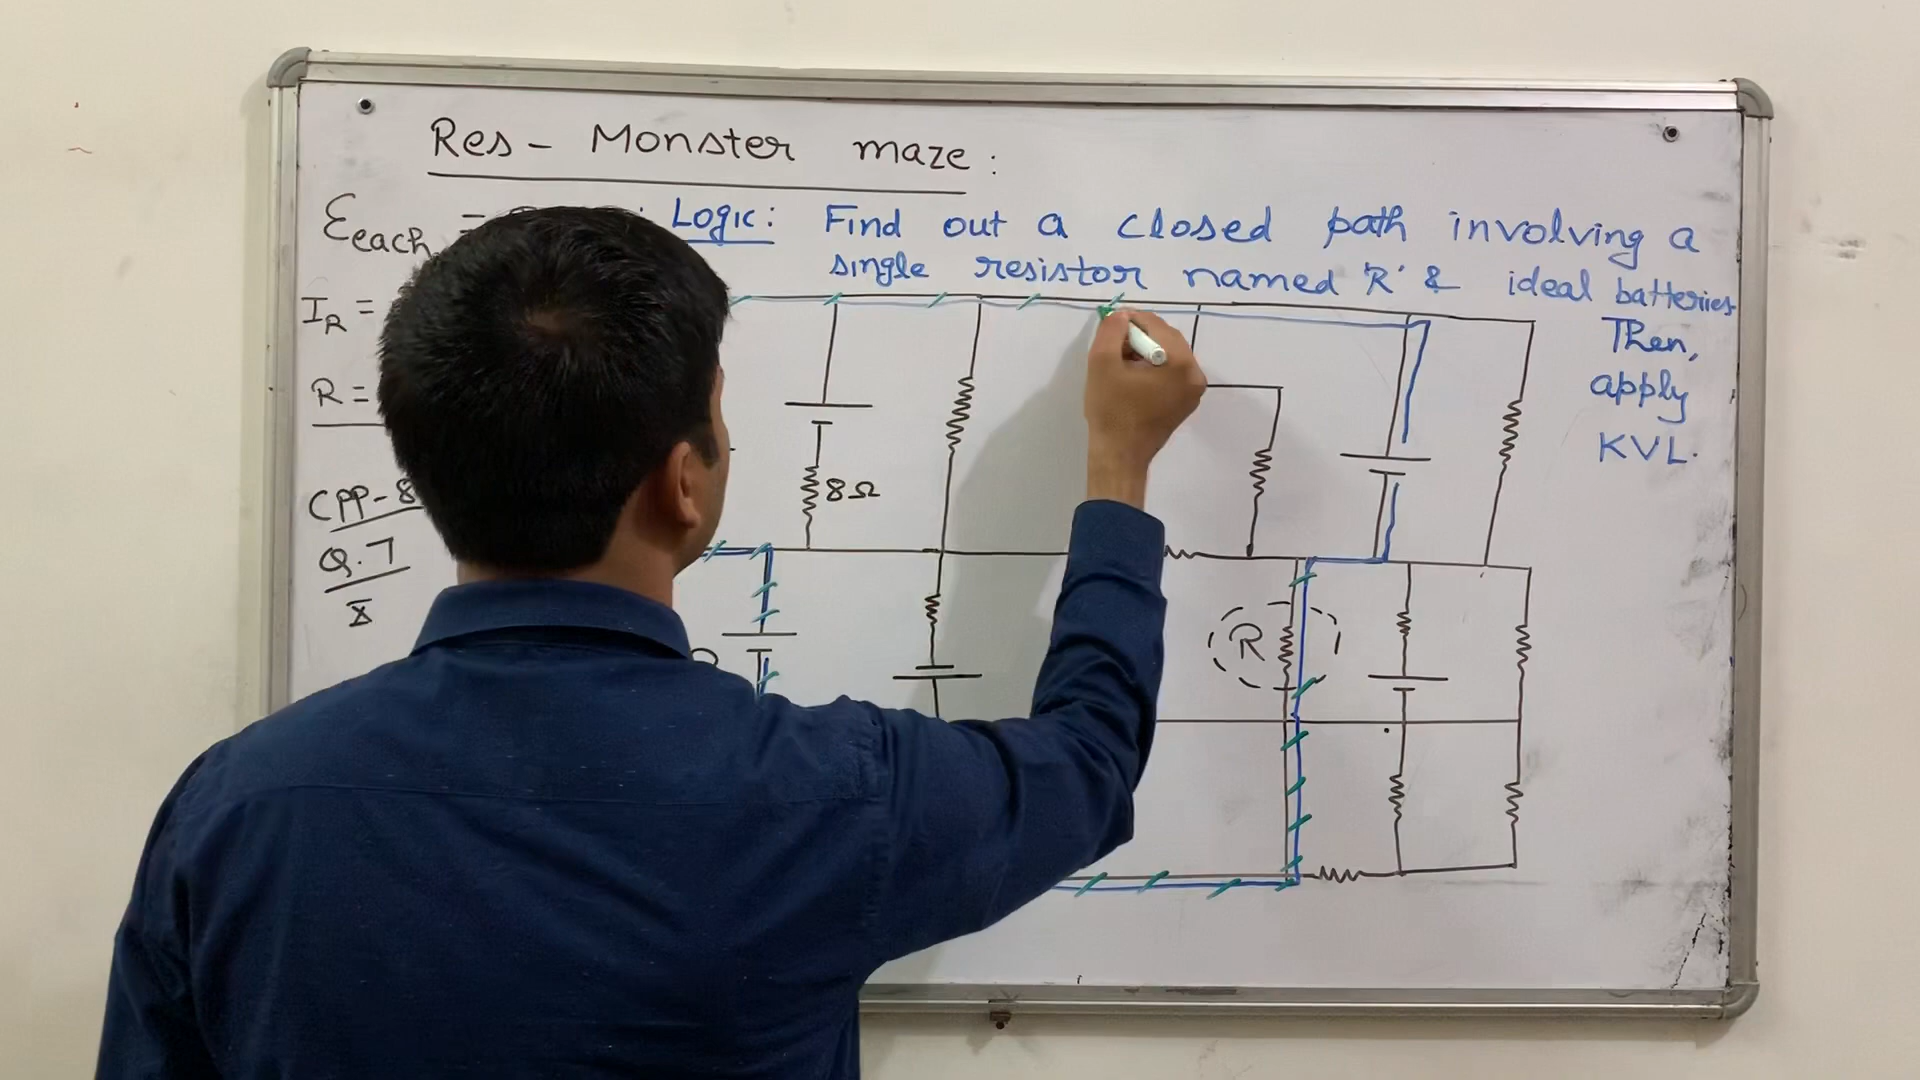 Res - Monster maze :
Ɛeach =
Logic: Find out a closed path involving a
single resistor named 'R' & ideal batteries.
Then,
apply
KVL.
IR =
R =
8Ω
CPP-8
Q.7
R